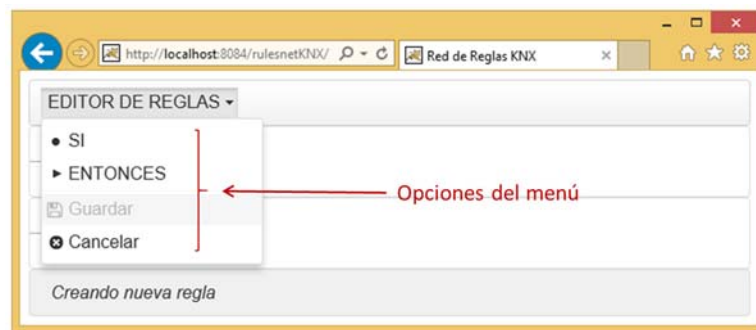 http://localhost:8084/rulesnetKNX/
Red de Reglas KNX
EDITOR DE REGLAS
SI
ENTONCES
Guardar
Cancelar
Opciones del menú
Creando nueva regla